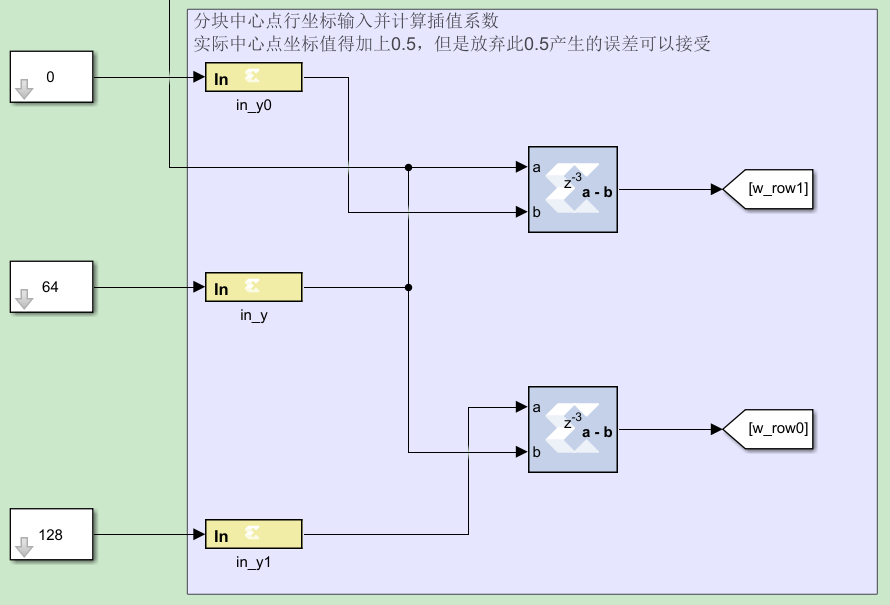 分块中心点行坐标输入并计算插值系数
实际中心点坐标值得加上0.5，但是放弃此0.5产生的误差可以接受
0
In
in_y0
a
z-3
a - b
b
[w_row1]
64
In
in_y
a
z-3
a - b
b
[w_row0]
128
In
in_y1